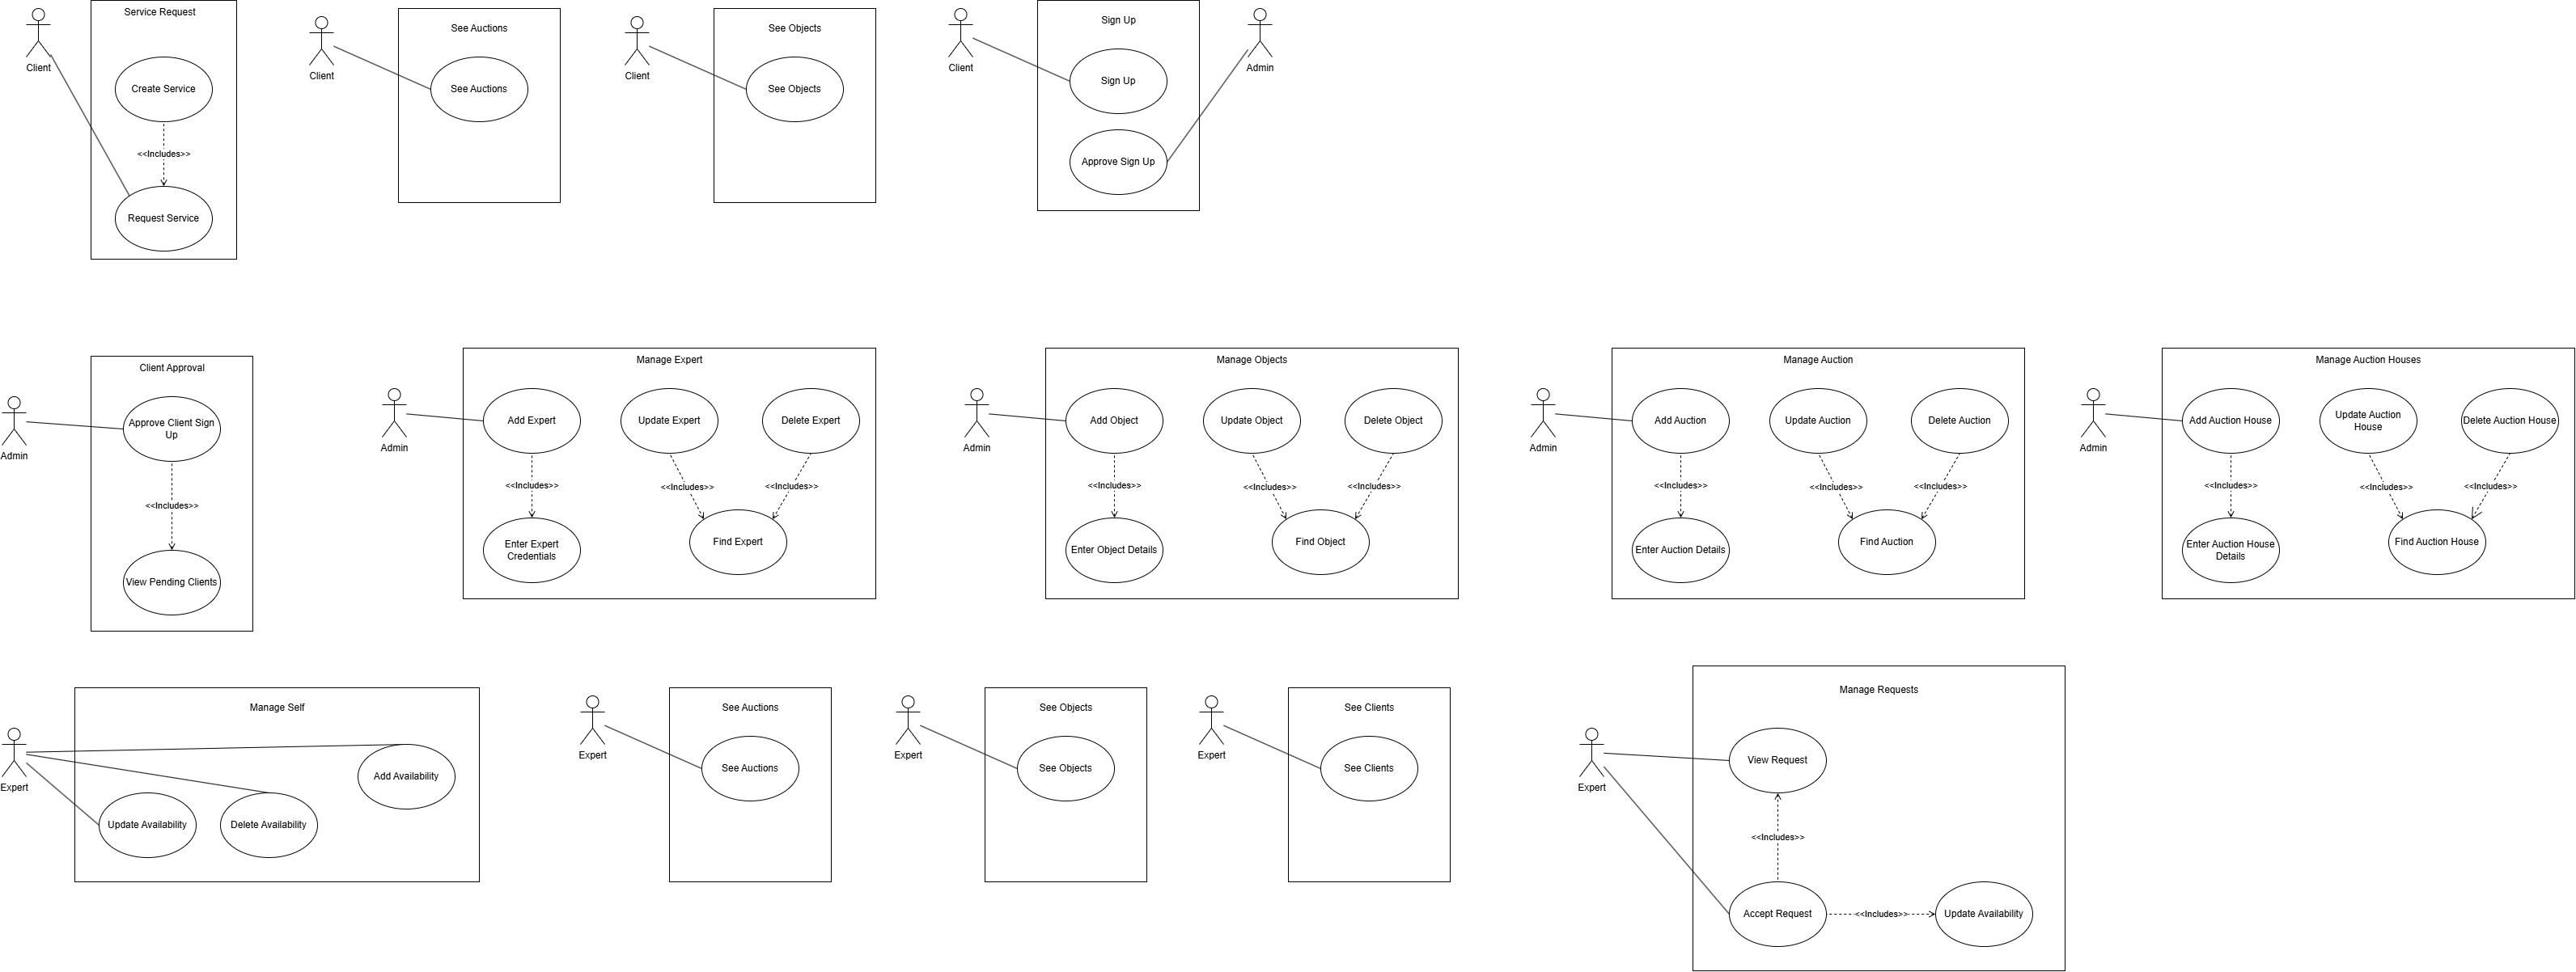 Service Request
Client
Create Service
<<Includes>>
Request Service
See Auctions
Client
See Auctions
See Objects
Client
See Objects
Sign Up
Client
Admin
Sign Up
Approve Sign Up
Client Approval
Admin
Approve Client Sign
Up
<<Includes>>
View Pending Clients
Manage Expert
Admin
Add Expert
Update Expert
Delete Expert
<<Includes>>
<<Includes>>
<<Includes>>
Enter Expert
Credentials
Find Expert
Manage Objects
Admin
Add Object
Update Object
Delete Object
<<Includes>>
<<Includes>>
<<Includes>>
Enter Object Details
Find Object
Manage Auction
Admin
Add Auction
Update Auction
Delete Auction
<<Includes>>
<<Includes>>
<<Includes>>
Enter Auction Details
Find Auction
Manage Auction Houses
Admin
Add Auction House
Update Auction
House
Delete Auction House
<<Includes>>
<<Includes>>
<<Includes>>
Enter Auction House
Details
Find Auction House
Manage Self
Expert
Add Availability
Update Availability
Delete Availability
See Auctions
Expert
See Auctions
See Objects
Expert
See Objects
See Clients
Expert
See Clients
Manage Requests
Expert
View Request
<<Includes>>
Accept Request
<<Includes>>
Update Availability